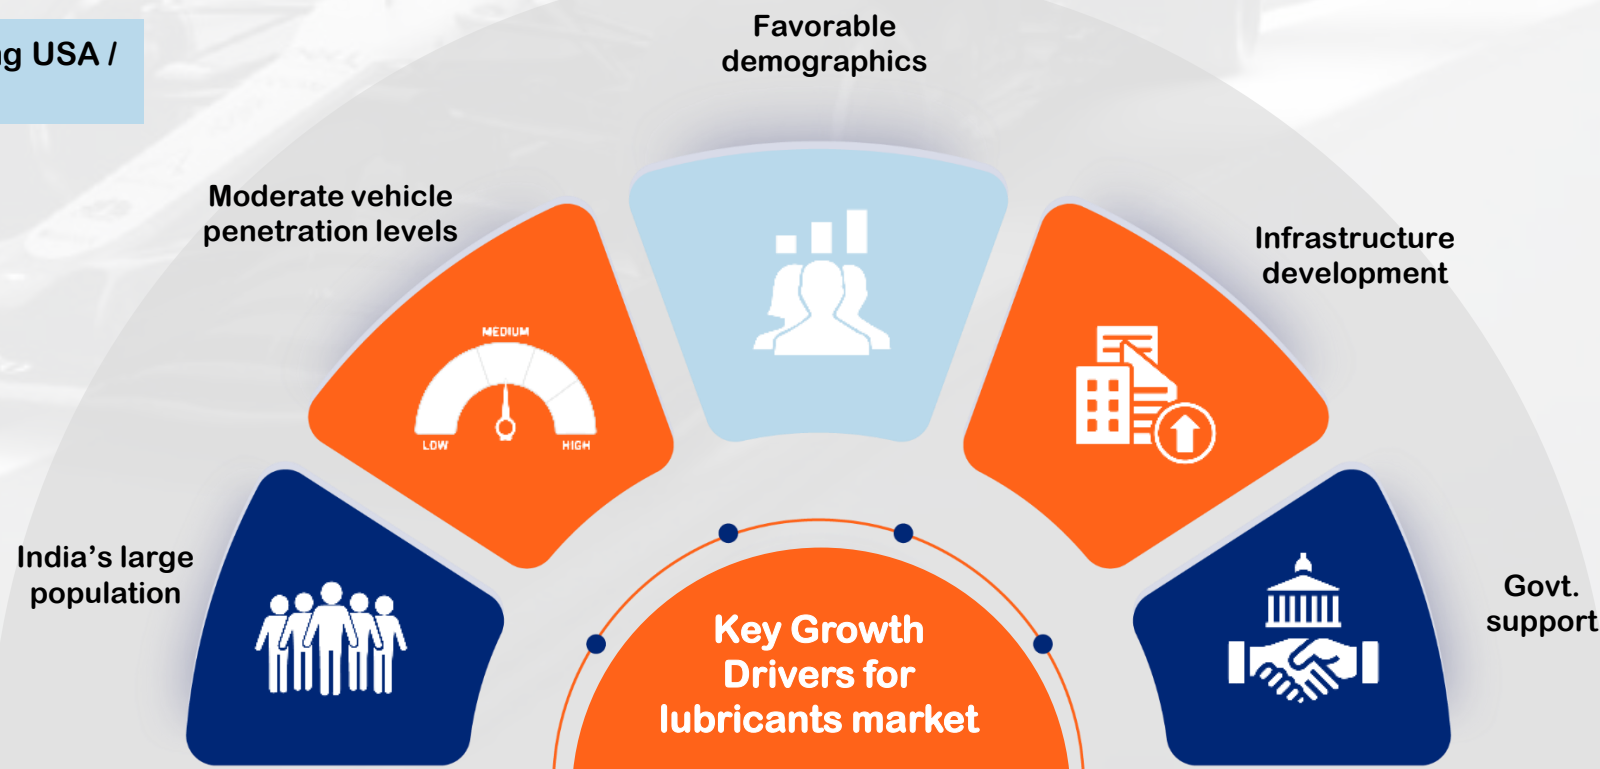 USA /
Favorable
demographics
Moderate vehicle
penetration levels
Infrastructure
development
MEDIUM
LOW
HIGH
India’s large
population
Govt.
support
Key Growth
Drivers for
lubricants market